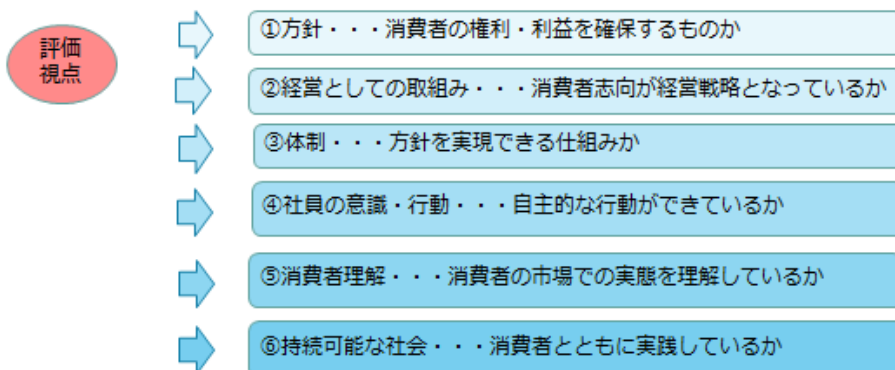 評価
視点
①方針・・・消費者の権利・利益を確保するものか
②経営としての取組み・・・消費者志向が経営戦略となっているか
③体制・・・方針を実現できる仕組みか
④社員の意識・行動・・・自主的な行動ができているか
⑤消費者理解・・・消費者の市場での実態を理解しているか
⑥持続可能な社会・・・消費者とともに実践しているか